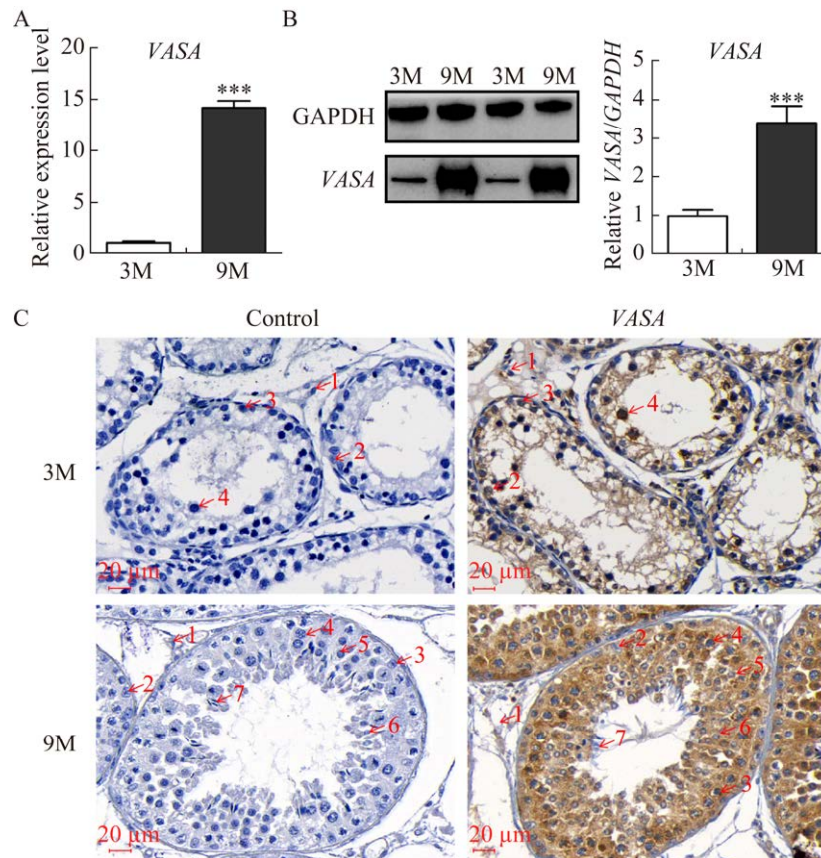 A
VASA
Relative expression level
20
15
10
5
0
***
3M
9M
B
3M 9M 3M 9M
GAPDH
VASA
VASA
Relative VASA/GAPDH
5
4
3
2
1
0
***
3M
9M
C
Control
VASA
3M
1
3
2
4
20 μm
1
3
4
2
20 μm
9M
1
4
5
3
2
7
6
20 μm
2
4
5
1
6
7
3
20 μm